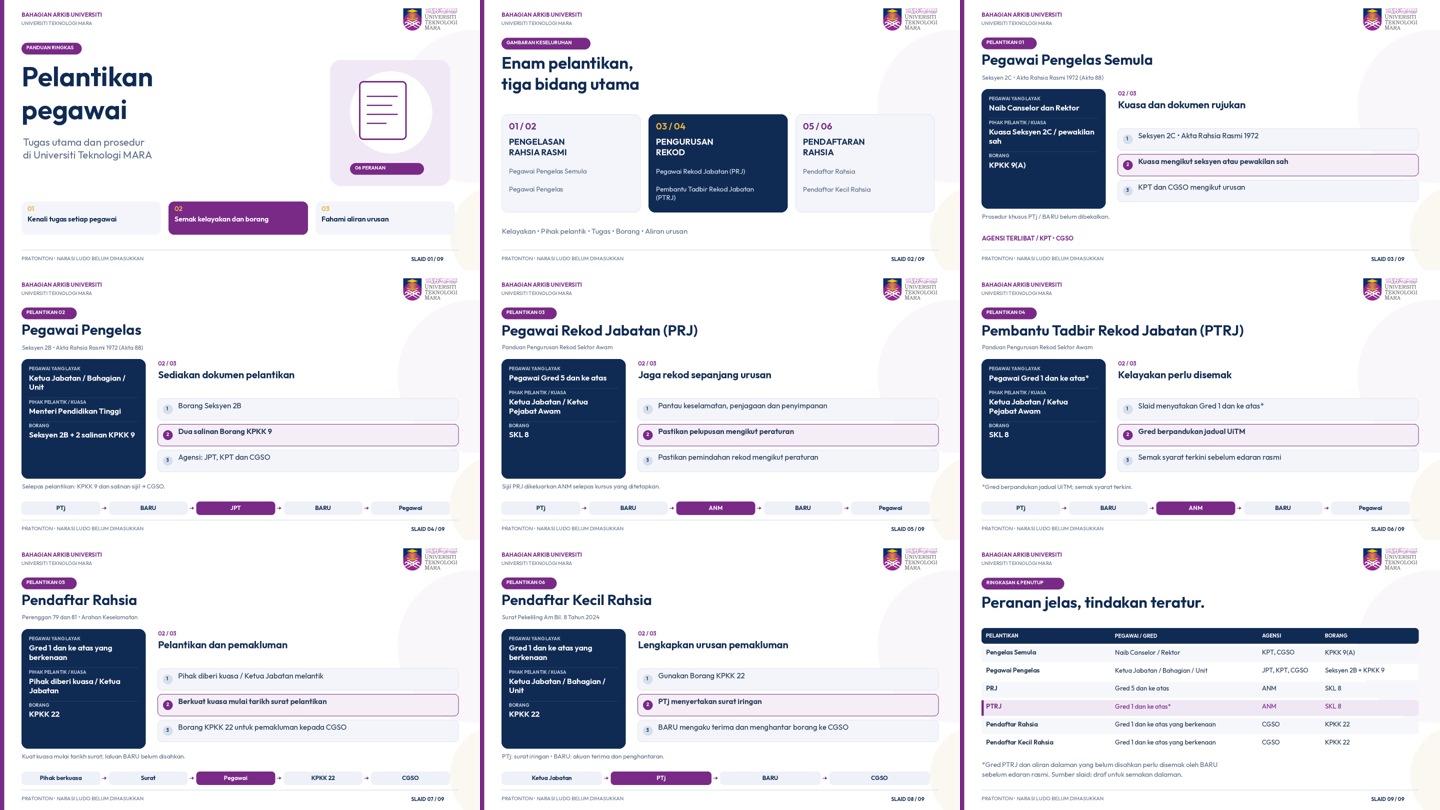 BAHAGIAN ARKIB UNIVERSITI
UNIVERSITI TEKNOLOGI MARA
UNIVERSITI
TEKNOLOGI
MARA
PANDUAN RINGKAS
Pelantikan
pegawai
Tugas utama dan prosedur
di Universiti Teknologi MARA
06 PERANAN
01
Kenali tugas setiap pegawai
02
Semak kelayakan dan borang
03
Fahami aliran urusan
PRATONTON • NARASI LUDO BELUM DIMASUKKAN
SLAID 01 / 09
BAHAGIAN ARKIB UNIVERSITI
UNIVERSITI TEKNOLOGI MARA
UNIVERSITI
TEKNOLOGI
MARA
GAMBARAN KESELURUHAN
Enam pelantikan,
tiga bidang utama
01 / 02
PENGELASAN
RAHSIA RASMI
Pegawai Pengelas Semula
Pegawai Pengelas
03 / 04
PENGURUSAN
REKOD
Pegawai Rekod Jabatan (PRJ)
Pembantu Tadbir Rekod Jabatan
(PTRJ)
05 / 06
PENDAFTARAN
RAHSIA
Pendaftar Rahsia
Pendaftar Kecil Rahsia
Kelayakan • Pihak pelantik • Tugas • Borang • Aliran urusan
PRATONTON • NARASI LUDO BELUM DIMASUKKAN
SLAID 02 / 09
BAHAGIAN ARKIB UNIVERSITI
UNIVERSITI TEKNOLOGI MARA
UNIVERSITI
TEKNOLOGI
MARA
PELANTIKAN 01
Pegawai Pengelas Semula
Seksyen 2C • Akta Rahsia Rasmi 1972 (Akta 88)
PEGAWAI YANG LAYAK
Naib Canselor dan Rektor
PIHAK PELANTIK / KUASA
Kuasa Seksyen 2C / pewakilan
sah
BORANG
KPKK 9(A)
02 / 03
Kuasa dan dokumen rujukan
1 Seksyen 2C • Akta Rahsia Rasmi 1972
2 Kuasa mengikut seksyen atau pewakilan sah
3 KPT dan CGSO mengikut urusan
Prosedur khusus PTj / BARU belum dibekalkan.
AGENSI TERLIBAT / KPT • CGSO
PRATONTON • NARASI LUDO BELUM DIMASUKKAN
SLAID 03 / 09
BAHAGIAN ARKIB UNIVERSITI
UNIVERSITI TEKNOLOGI MARA
UNIVERSITI
TEKNOLOGI
MARA
PELANTIKAN 02
Pegawai Pengelas
Seksyen 2B • Akta Rahsia Rasmi 1972 (Akta 88)
PEGAWAI YANG LAYAK
Ketua Jabatan / Bahagian /
Unit
PIHAK PELANTIK / KUASA
Menteri Pendidikan Tinggi
BORANG
Seksyen 2B + 2 salinan KPKK 9
02 / 03
Sediakan dokumen pelantikan
1 Borang Seksyen 2B
2 Dua salinan Borang KPKK 9
3 Agensi: JPT, KPT dan CGSO
Selepas pelantikan: KPKK 9 dan salinan sijil → CGSO.
PTj → BARU → JPT → BARU → Pegawai
PRATONTON • NARASI LUDO BELUM DIMASUKKAN
SLAID 04 / 09
BAHAGIAN ARKIB UNIVERSITI
UNIVERSITI TEKNOLOGI MARA
UNIVERSITI
TEKNOLOGI
MARA
PELANTIKAN 03
Pegawai Rekod Jabatan (PRJ)
Panduan Pengurusan Rekod Sektor Awam
PEGAWAI YANG LAYAK
Pegawai Gred 5 dan ke atas
PIHAK PELANTIK / KUASA
Ketua Jabatan / Ketua
Pejabat Awam
BORANG
SKL 8
02 / 03
Jaga rekod sepanjang urusan
1 Pantau keselamatan, penjagaan dan penyimpanan
2 Pastikan pelupusan mengikut peraturan
3 Pastikan pemindahan rekod mengikut peraturan
Sijil PRJ dikeluarkan ANM selepas kursus yang ditetapkan.
PTj → BARU → ANM → BARU → Pegawai
PRATONTON • NARASI LUDO BELUM DIMASUKKAN
SLAID 05 / 09
BAHAGIAN ARKIB UNIVERSITI
UNIVERSITI TEKNOLOGI MARA
UNIVERSITI
TEKNOLOGI
MARA
PELANTIKAN 04
Pembantu Tadbir Rekod Jabatan (PTRJ)
Panduan Pengurusan Rekod Sektor Awam
PEGAWAI YANG LAYAK
Pegawai Gred 1 dan ke atas*
PIHAK PELANTIK / KUASA
Ketua Jabatan / Ketua
Pejabat Awam
BORANG
SKL 8
02 / 03
Kelayakan perlu disemak
1 Slaid menyatakan Gred 1 dan ke atas*
2 Gred berpandukan jadual UiTM
3 Semak syarat terkini sebelum edaran rasmi
*Gred berpandukan jadual UiTM; semak syarat terkini.
PTj → BARU → ANM → BARU → Pegawai
PRATONTON • NARASI LUDO BELUM DIMASUKKAN
SLAID 06 / 09
BAHAGIAN ARKIB UNIVERSITI
UNIVERSITI TEKNOLOGI MARA
UNIVERSITI
TEKNOLOGI
MARA
PELANTIKAN 05
Pendaftar Rahsia
Perenggan 79 dan 81 • Arahan Keselamatan
PEGAWAI YANG LAYAK
Gred 1 dan ke atas yang
berkenaan
PIHAK PELANTIK / KUASA
Pihak diberi kuasa / Ketua
Jabatan
BORANG
KPKK 22
02 / 03
Pelantikan dan pemakluman
1 Pihak diberi kuasa / Ketua Jabatan melantik
2 Berkuat kuasa mulai tarikh surat pelantikan
3 Borang KPKK 22 untuk pemakluman kepada CGSO
Kuat kuasa mulai tarikh surat; laluan BARU belum disahkan.
Pihak berkuasa → Surat → Pegawai → KPKK 22 → CGSO
PRATONTON • NARASI LUDO BELUM DIMASUKKAN
SLAID 07 / 09
BAHAGIAN ARKIB UNIVERSITI
UNIVERSITI TEKNOLOGI MARA
UNIVERSITI
TEKNOLOGI
MARA
PELANTIKAN 06
Pendaftar Kecil Rahsia
Surat Pekeliling Am Bil. 8 Tahun 2024
PEGAWAI YANG LAYAK
Gred 1 dan ke atas yang
berkenaan
PIHAK PELANTIK / KUASA
Ketua Jabatan / Bahagian /
Unit
BORANG
KPKK 22
02 / 03
Lengkapkan urusan pemakluman
1 Gunakan Borang KPKK 22
2 PTj menyertakan surat iringan
3 BARU mengaku terima dan menghantar borang ke CGSO
PTj: surat iringan • BARU: akuan terima dan penghantaran.
Ketua Jabatan → PTj → BARU → CGSO
PRATONTON • NARASI LUDO BELUM DIMASUKKAN
SLAID 08 / 09
BAHAGIAN ARKIB UNIVERSITI
UNIVERSITI TEKNOLOGI MARA
UNIVERSITI
TEKNOLOGI
MARA
RINGKASAN & PENUTUP
Peranan jelas, tindakan teratur.
PELANTIKAN PEGAWAI / GRED AGENSI BORANG
Pengelas Semula Naib Canselor / Rektor KPT, CGSO KPKK 9(A)
Pegawai Pengelas Ketua Jabatan / Bahagian / Unit JPT, KPT, CGSO Seksyen 2B + KPKK 9
PRJ Gred 5 dan ke atas ANM SKL 8
PTRJ Gred 1 dan ke atas* ANM SKL 8
Pendaftar Rahsia Gred 1 dan ke atas yang berkenaan CGSO KPKK 22
Pendaftar Kecil Rahsia Gred 1 dan ke atas yang berkenaan CGSO KPKK 22
*Gred PTRJ dan aliran dalaman yang belum disahkan perlu disemak oleh BARU
sebelum edaran rasmi. Sumber slaid: draf untuk semakan dalaman.
PRATONTON • NARASI LUDO BELUM DIMASUKKAN
SLAID 09 / 09